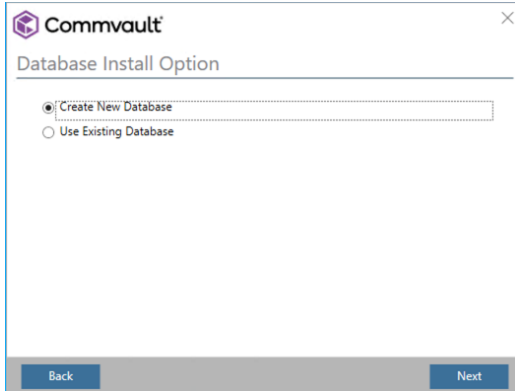 Commvault
Database Install Option
Create New Database
Use Existing Database
Back
Next